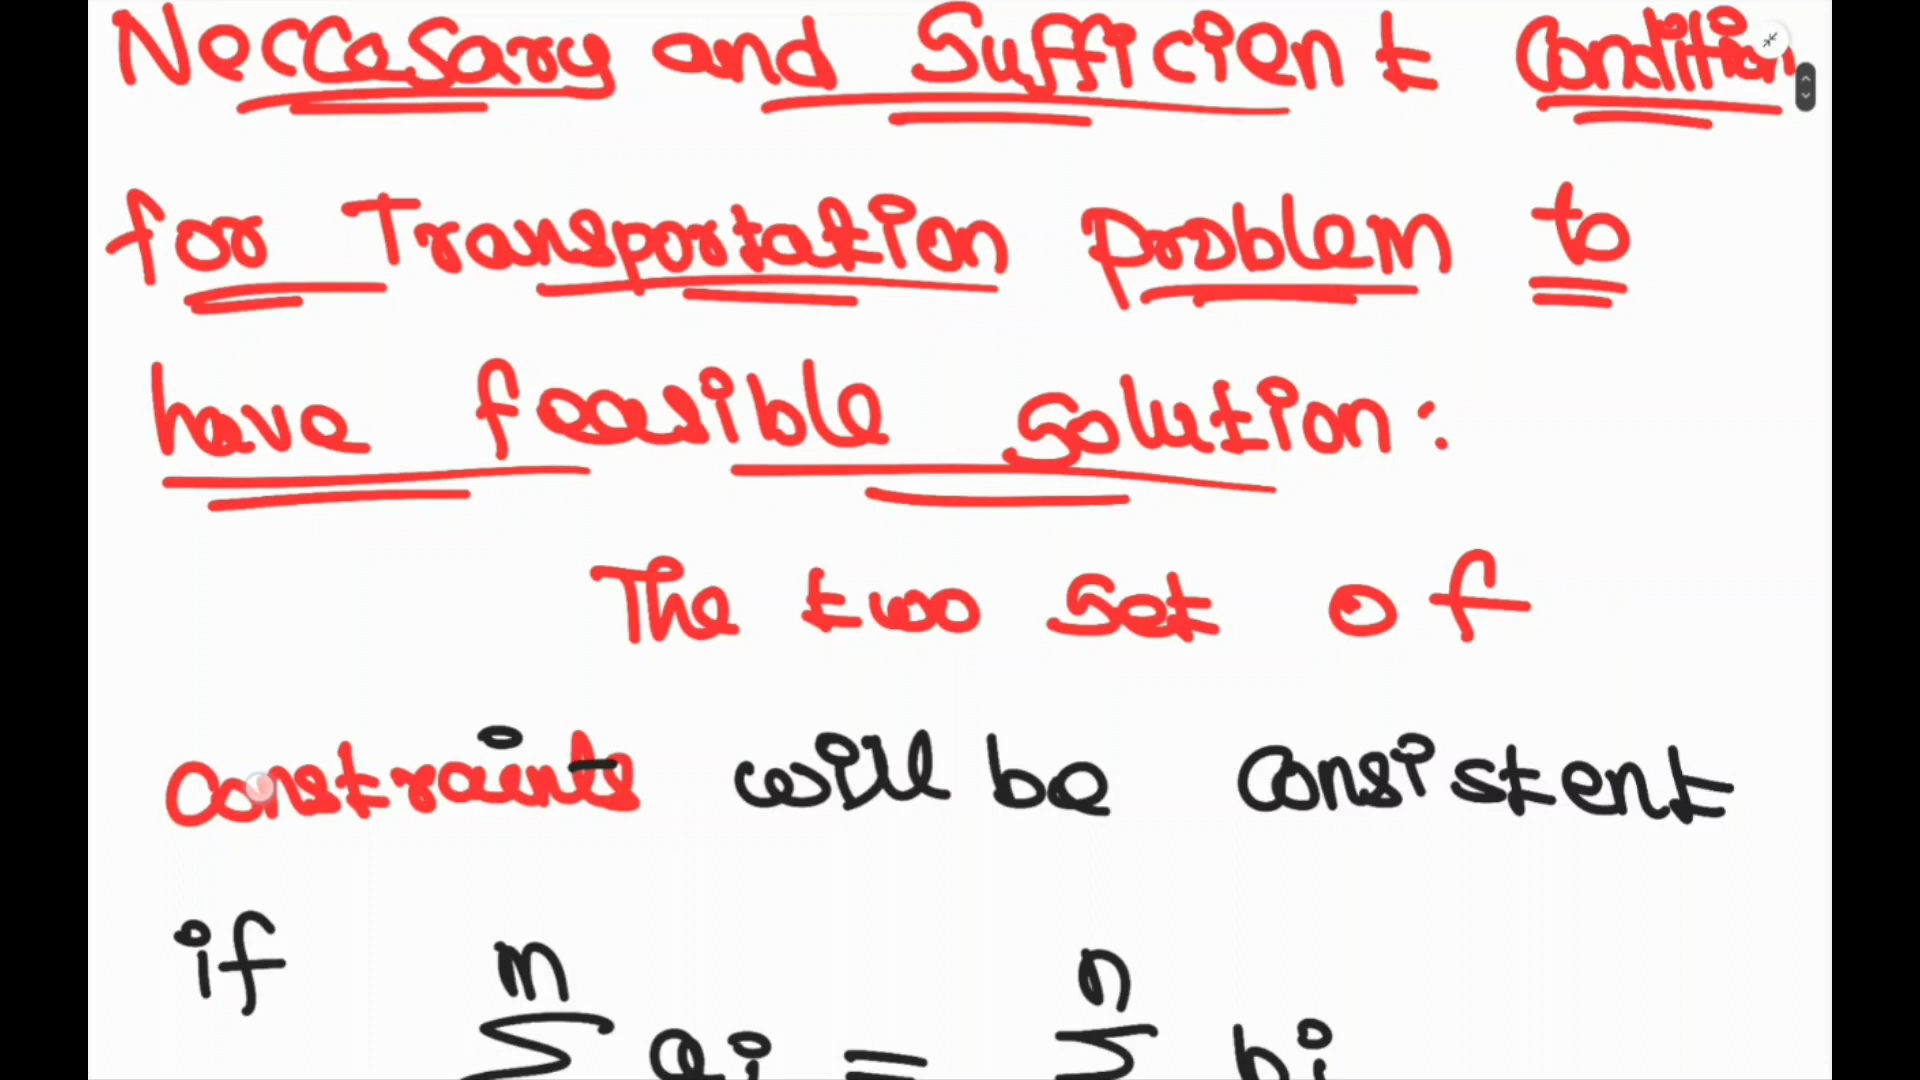 Neccesary and Sufficient Condition
for Transportation problem to
have feasible solution:
The two set of
constraints will be consistent
if m n
∑ ai = ∑ bi